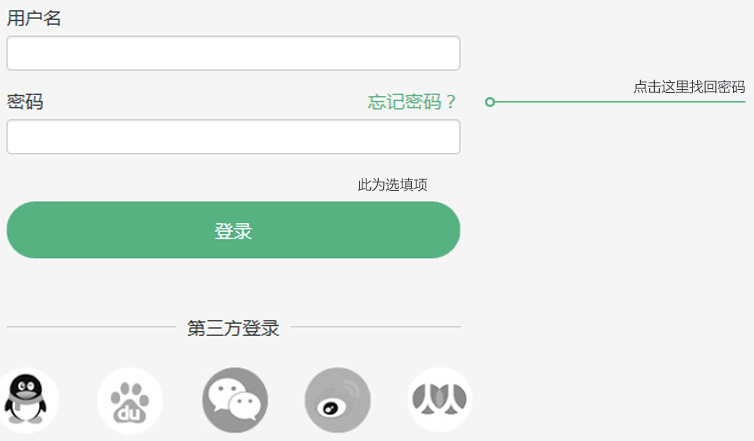 用户名
密码
忘记密码？
点击这里找回密码
此为选填项
登录
第三方登录
du